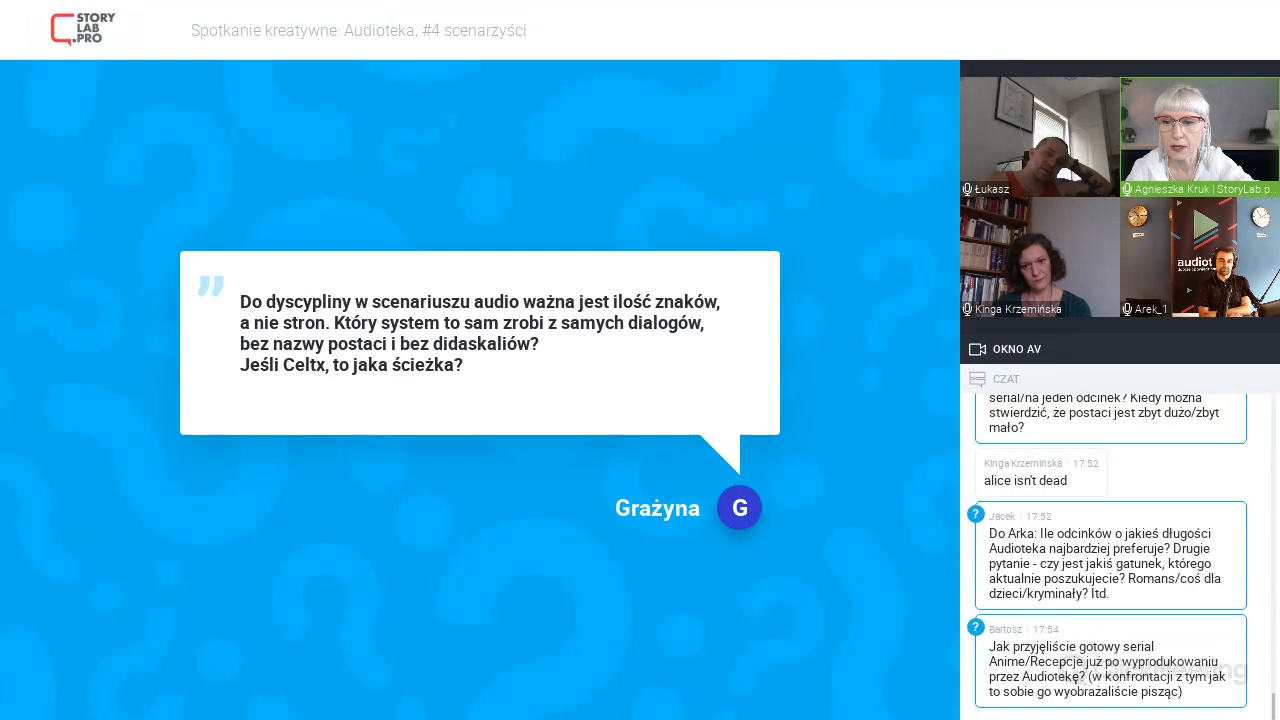 STORY
LAB
.PRO
Spotkanie kreatywne: Audioteka, #4 scenarzyści
Do dyscypliny w scenariuszu audio ważna jest ilość znaków,
a nie stron. Który system to sam zrobi z samych dialogów,
bez nazwy postaci i bez didaskaliów?
Jeśli Celtx, to jaka ścieżka?
Grażyna
G
Łukasz
Agnieszka Kruk | StoryLab.p...
audiot
Kinga Krzemińska
Arek_1
OKNO AV
CZAT
serial/na jeden odcinek? Kiedy można
stwierdzić, że postaci jest zbyt dużo/zbyt
mało?
Kinga Krzemińska 17:52
alice isn't dead
?
Jacek 17:52
Do Arka: Ile odcinków o jakieś długości
Audioteka najbardziej preferuje? Drugie
pytanie - czy jest jakiś gatunek, którego
aktualnie poszukujecie? Romans/coś dla
dzieci/kryminały? Itd.
?
Bartosz 17:54
Jak przyjęliście gotowy serial
Anime/Recepcje już po wyprodukowaniu
przez Audiotekę? (w konfrontacji z tym jak
to sobie go wyobrażaliście pisząc)